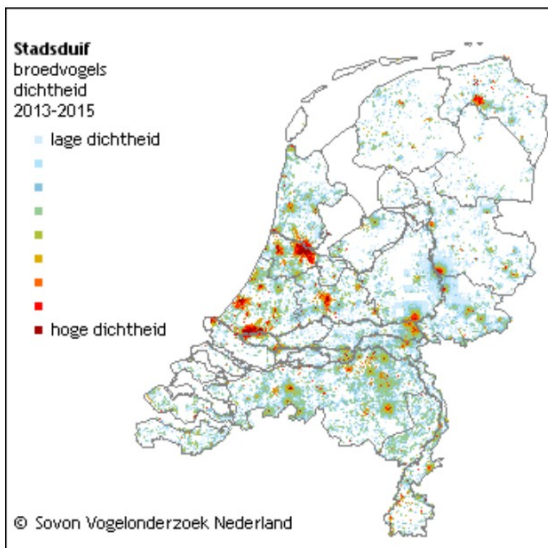 Stadsduif
broedvogels
dichtheid
2013-2015
lage dichtheid
hoge dichtheid
© Sovon Vogelonderzoek Nederland